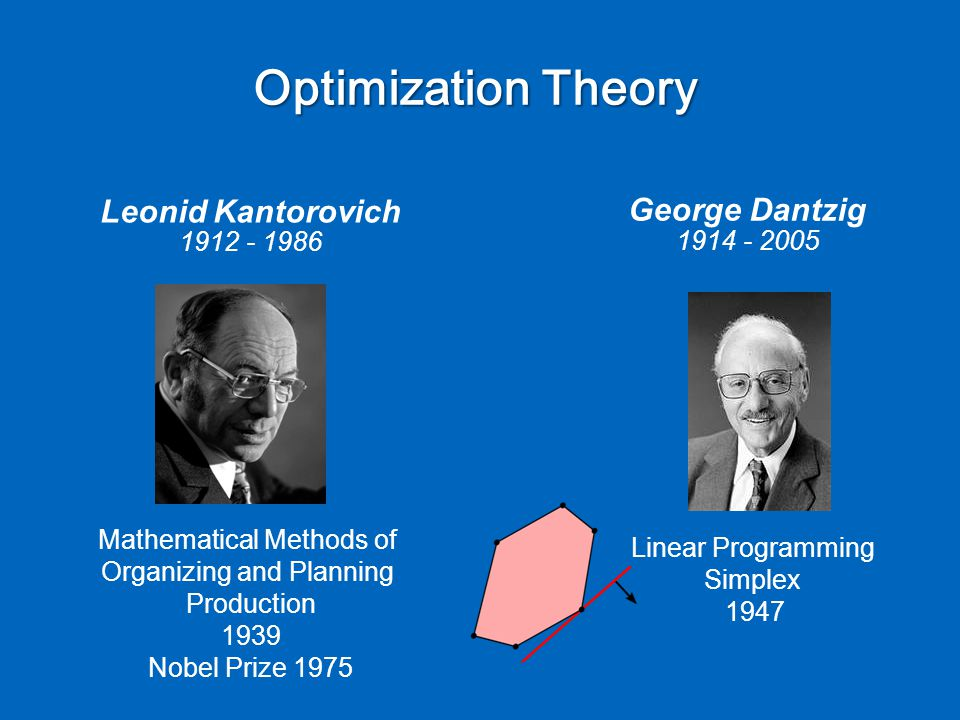 Optimization Theory
Leonid Kantorovich
1912 - 1986
George Dantzig
1914 - 2005
Mathematical Methods of
Organizing and Planning
Production
1939
Nobel Prize 1975
Linear Programming
Simplex
1947